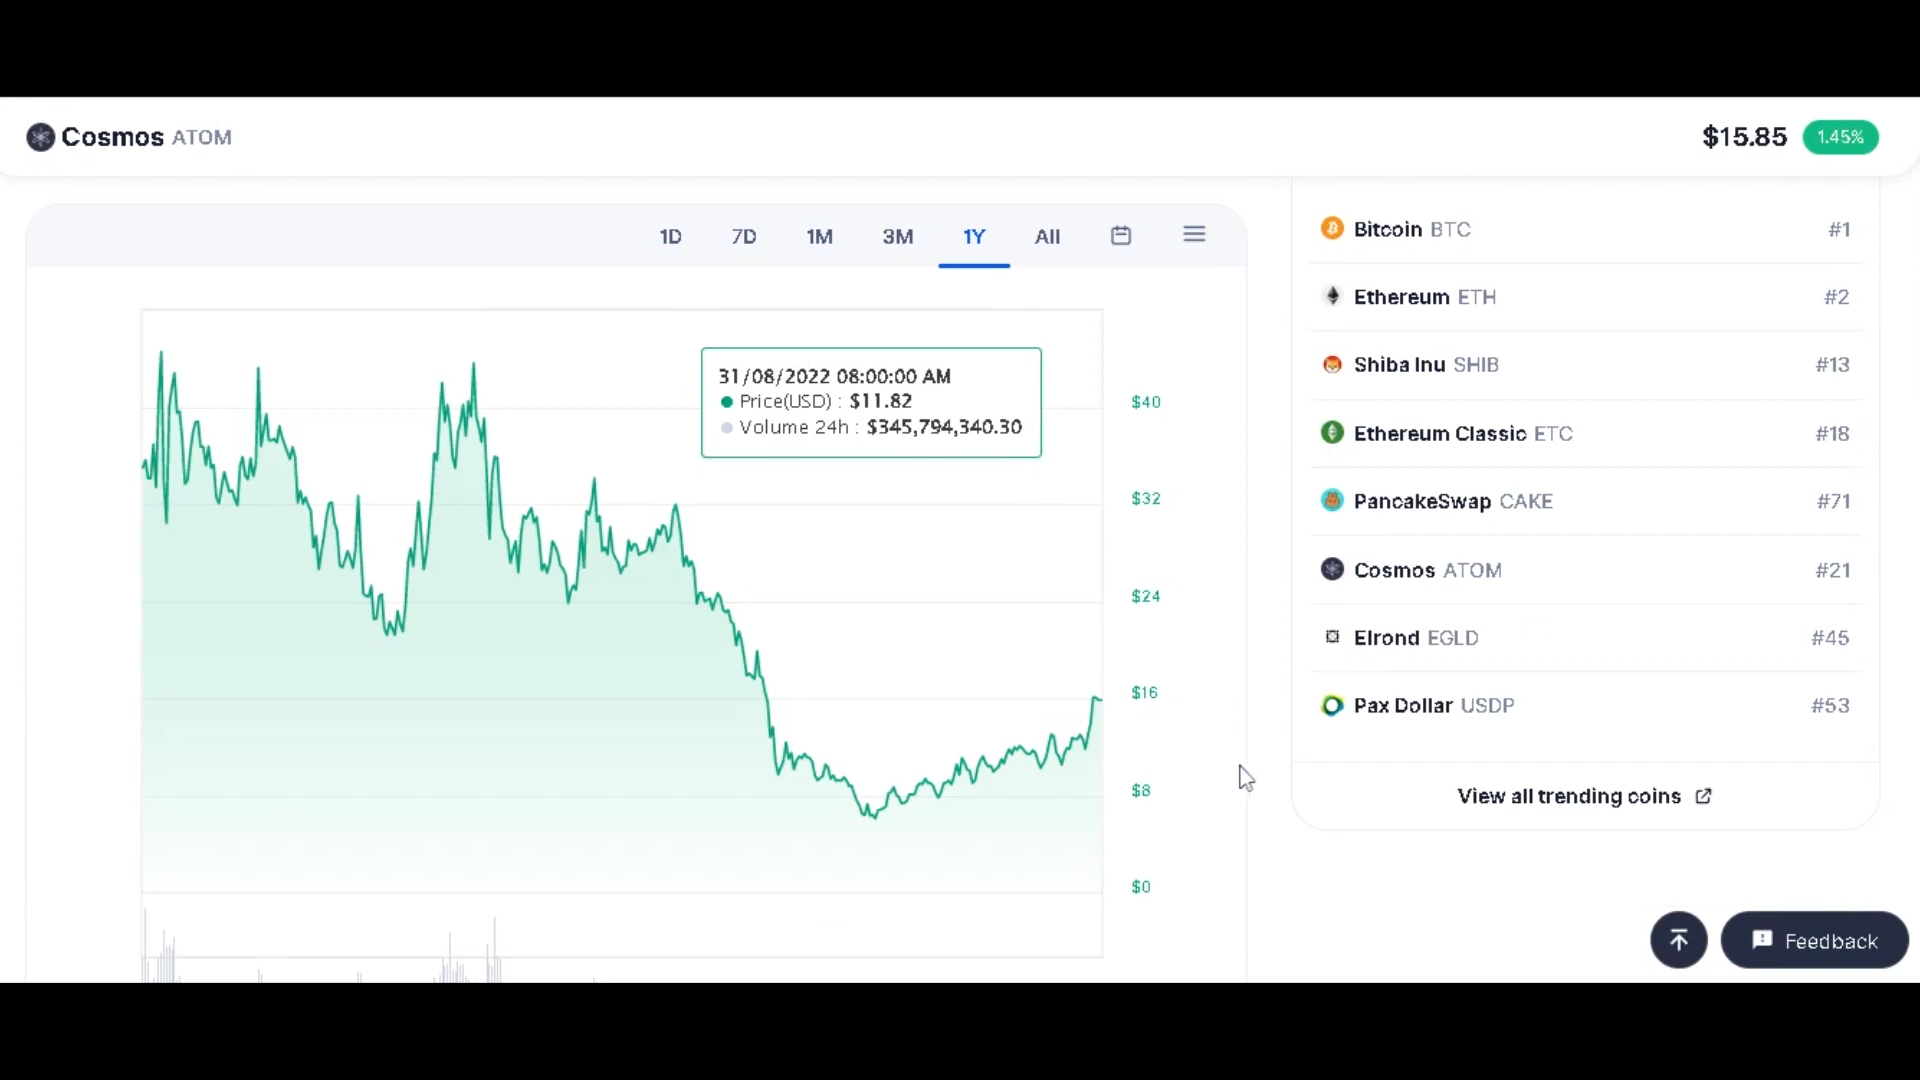 Cosmos ATOM
$15.85 1.45%
1D 7D 1M 3M 1Y All
31/08/2022 08:00:00 AM
Price(USD) : $11.82
Volume 24h : $345,794,340.30
$40
$32
$24
$16
$8
$0
Bitcoin BTC #1
Ethereum ETH #2
Shiba Inu SHIB #13
Ethereum Classic ETC #18
PancakeSwap CAKE #71
Cosmos ATOM #21
Elrond EGLD #45
Pax Dollar USDP #53
View all trending coins
Feedback